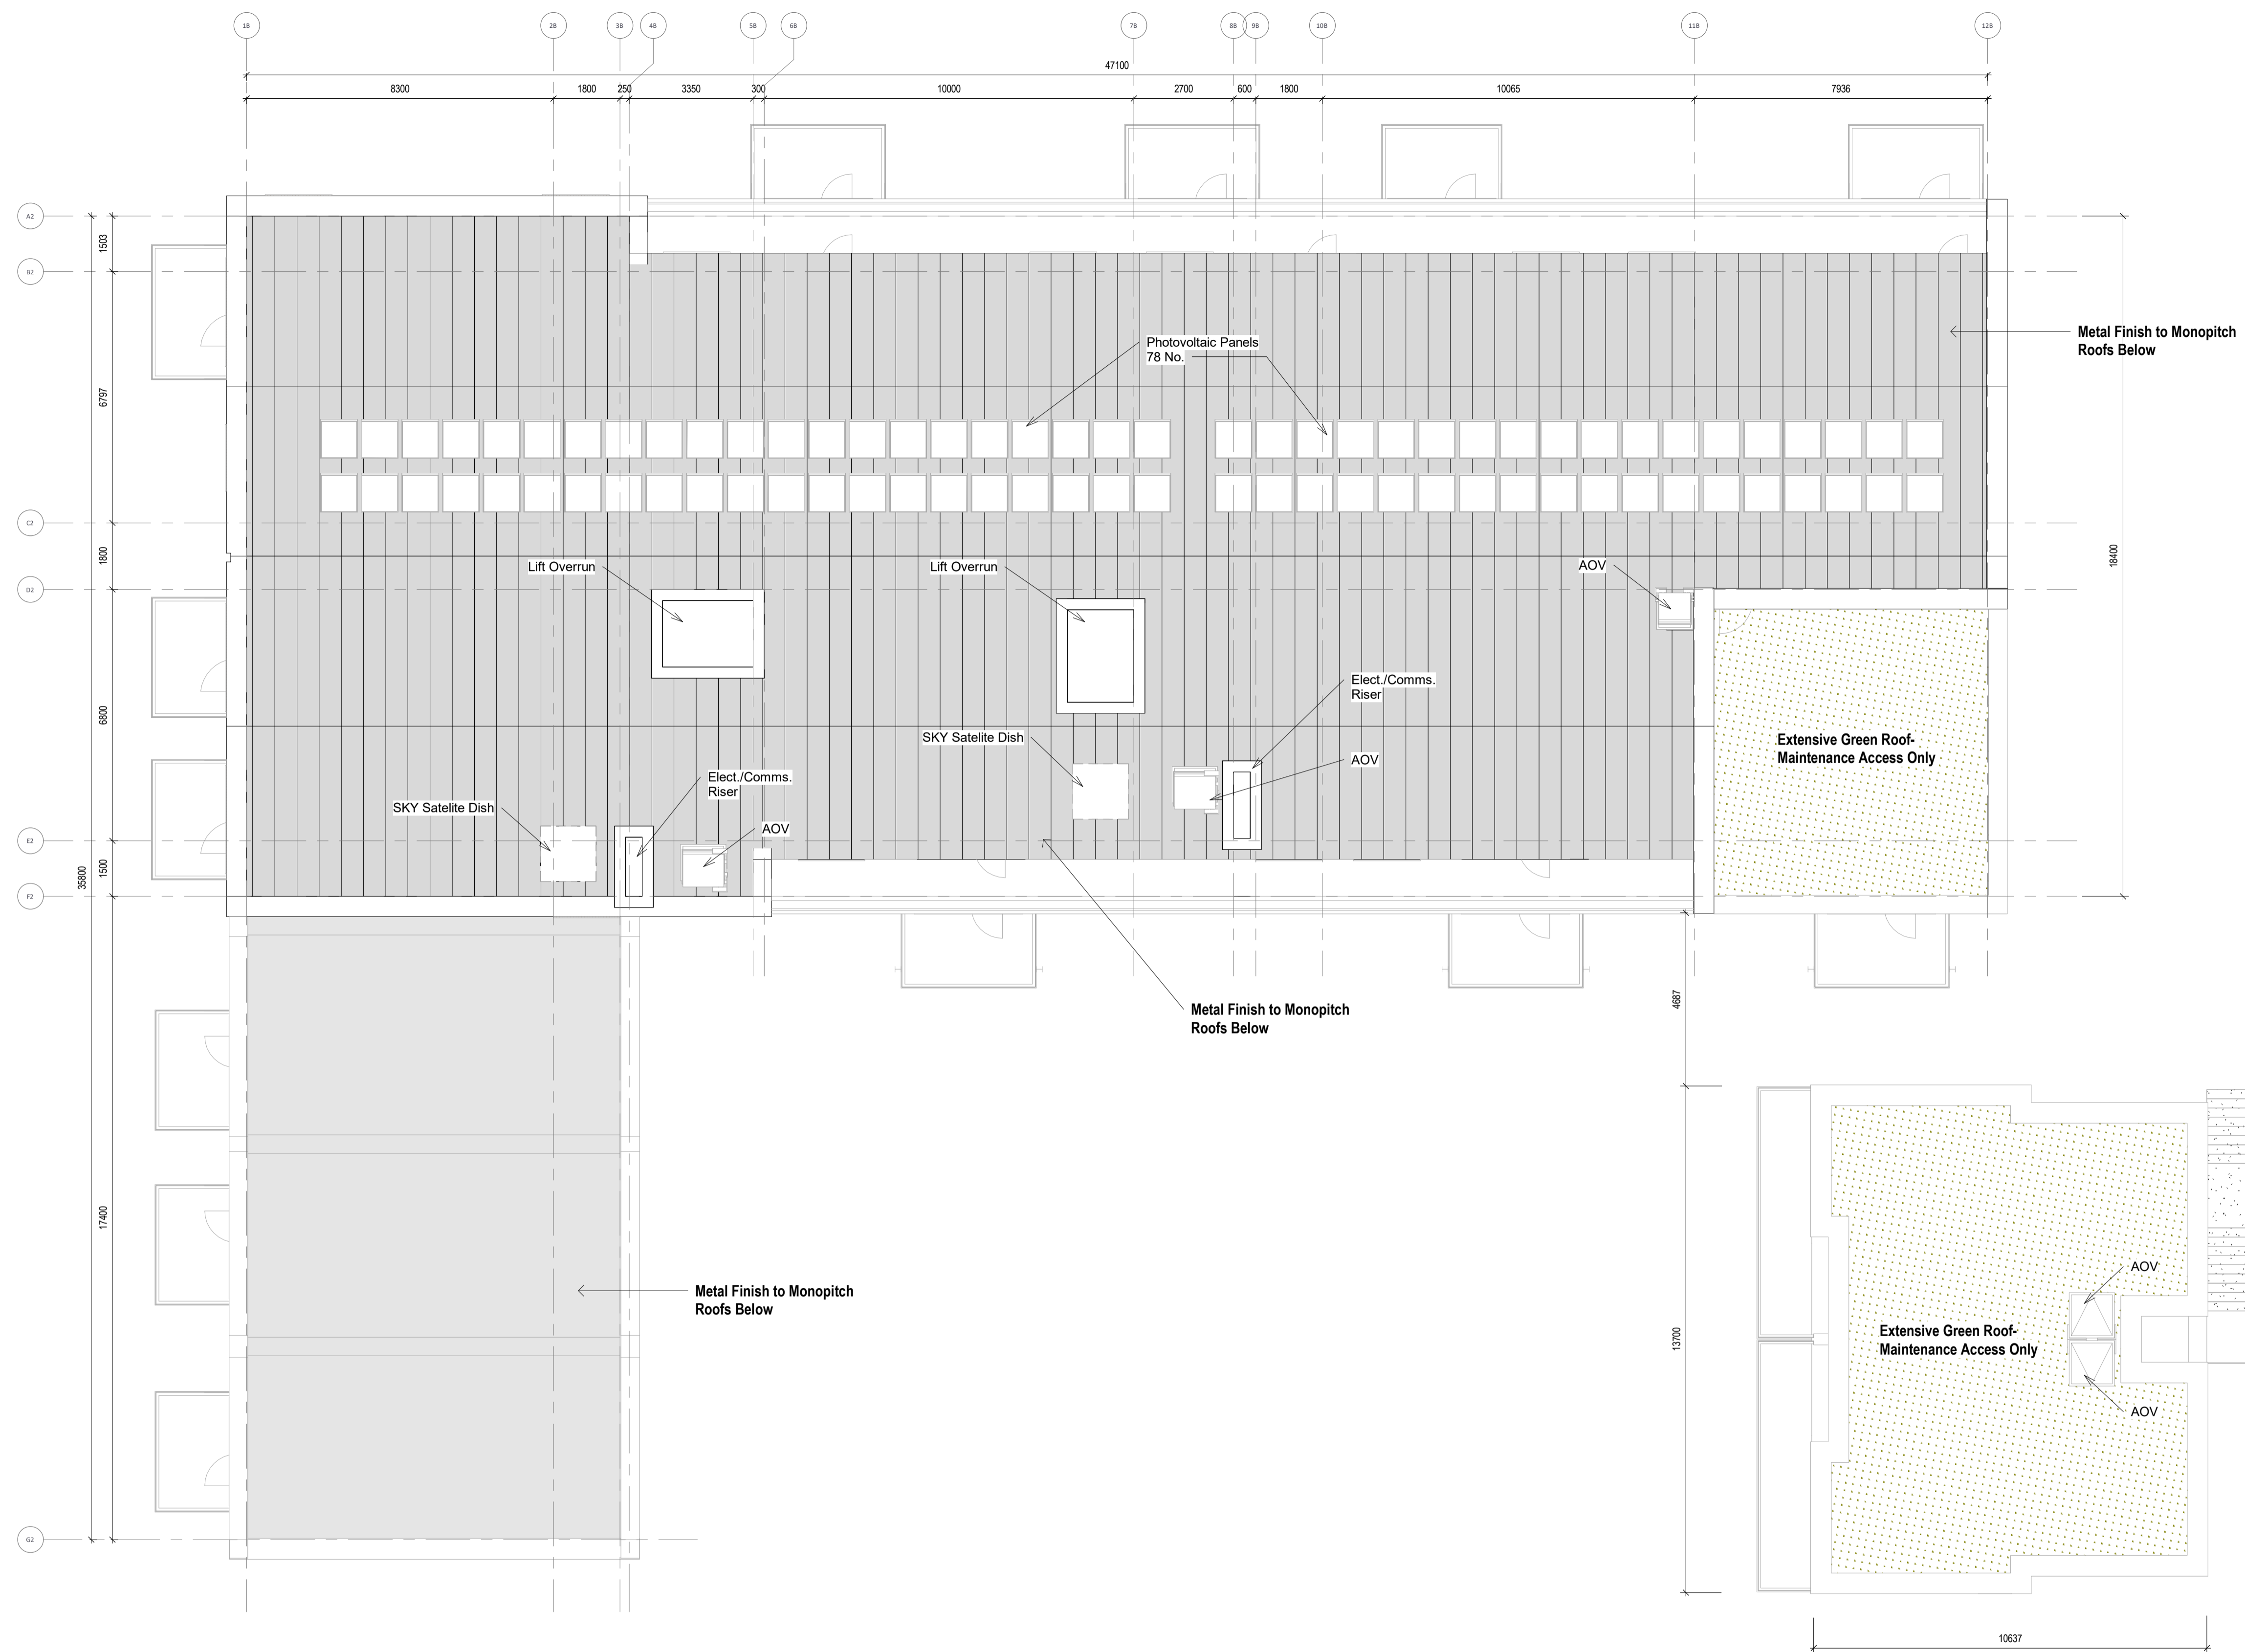 1B
2B
3B
4B
5B
6B
7B
8B
9B
10B
11B
12B
47100
8300
1800
250
3350
300
10000
2700
600
1800
10065
7936
A2
B2
C2
D2
E2
F2
G2
1503
6797
1800
6800
1500
35800
17400
18400
4687
13700
10637
Photovoltaic Panels
78 No.
Metal Finish to Monopitch
Roofs Below
Lift Overrun
Lift Overrun
AOV
Elect./Comms.
Riser
SKY Satelite Dish
AOV
Extensive Green Roof-
Maintenance Access Only
Elect./Comms.
Riser
SKY Satelite Dish
AOV
Metal Finish to Monopitch
Roofs Below
Metal Finish to Monopitch
Roofs Below
AOV
Extensive Green Roof-
Maintenance Access Only
AOV